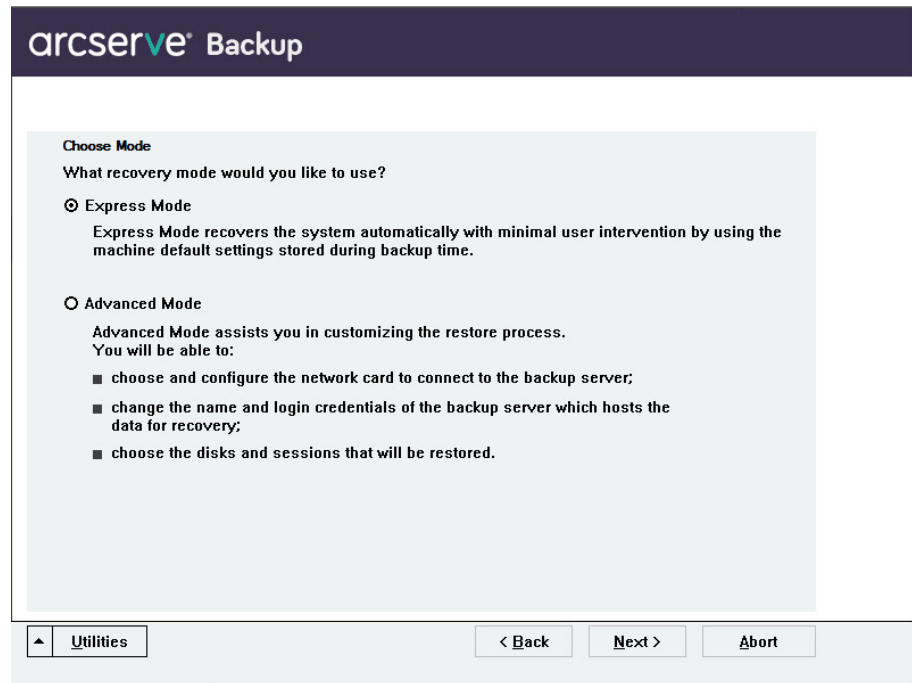 arcserve® Backup
Choose Mode
What recovery mode would you like to use?
Express Mode
Express Mode recovers the system automatically with minimal user intervention by using the
machine default settings stored during backup time.
Advanced Mode
Advanced Mode assists you in customizing the restore process.
You will be able to:
choose and configure the network card to connect to the backup server;
change the name and login credentials of the backup server which hosts the
data for recovery;
choose the disks and sessions that will be restored.
Utilities
< Back
Next >
Abort